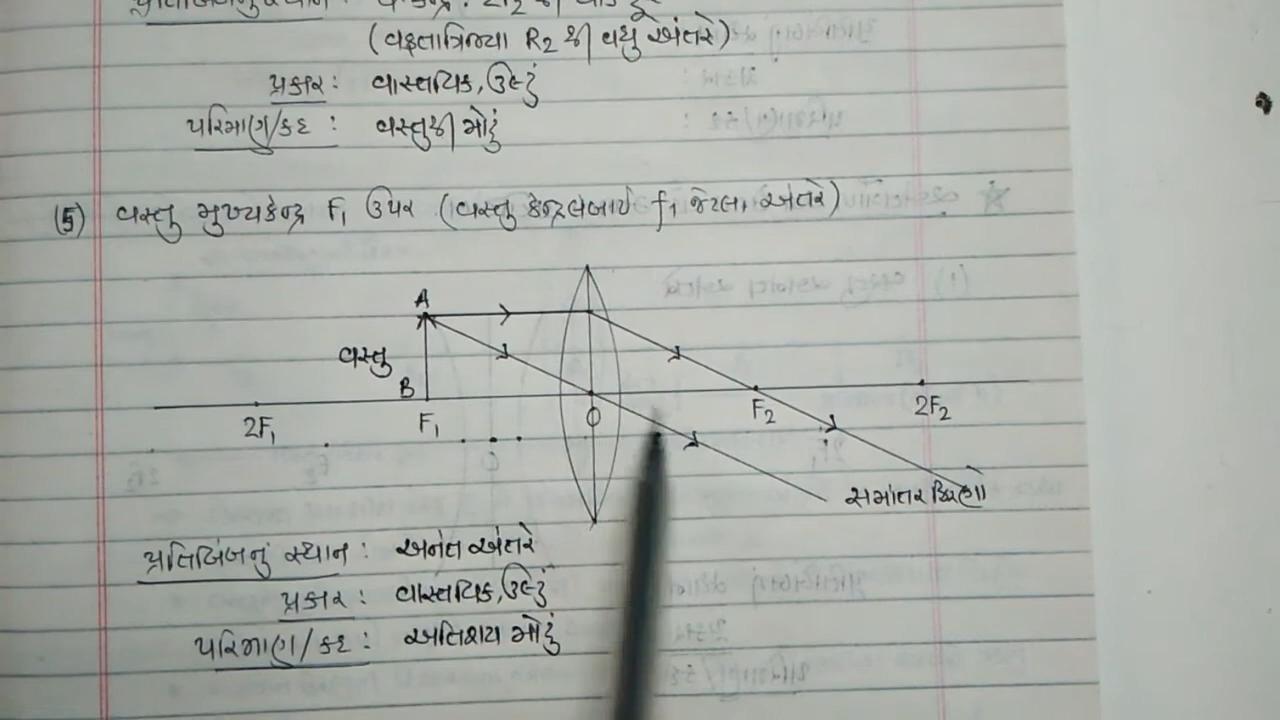 (વક્રતાત્રિજ્યા R2 થી વધુ અંતરે)
પ્રકાર: વાસ્તવિક, ઉલ્ટું
પરિમાણ/કદ: વસ્તુથી મોટું
(5) વસ્તુ મુખ્યકેન્દ્ર F1 ઉપર (વસ્તુ કેન્દ્રલંબાઈ f1 જેટલા અંતરે)
A
વસ્તુ
B
2F1 F1 O F2 2F2
સમાંતર કિરણો
પ્રતિબિંબનું સ્થાન: અનંત અંતરે
પ્રકાર: વાસ્તવિક, ઉલ્ટું
પરિમાણ/કદ: અતિશય મોટું